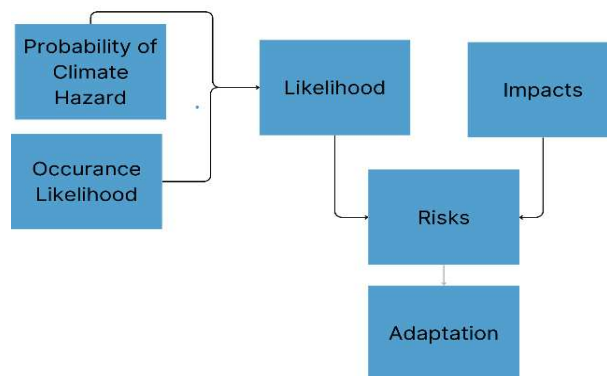 Probability of
Climate
Hazard
Likelihood
Impacts
Occurance
Likelihood
Risks
Adaptation